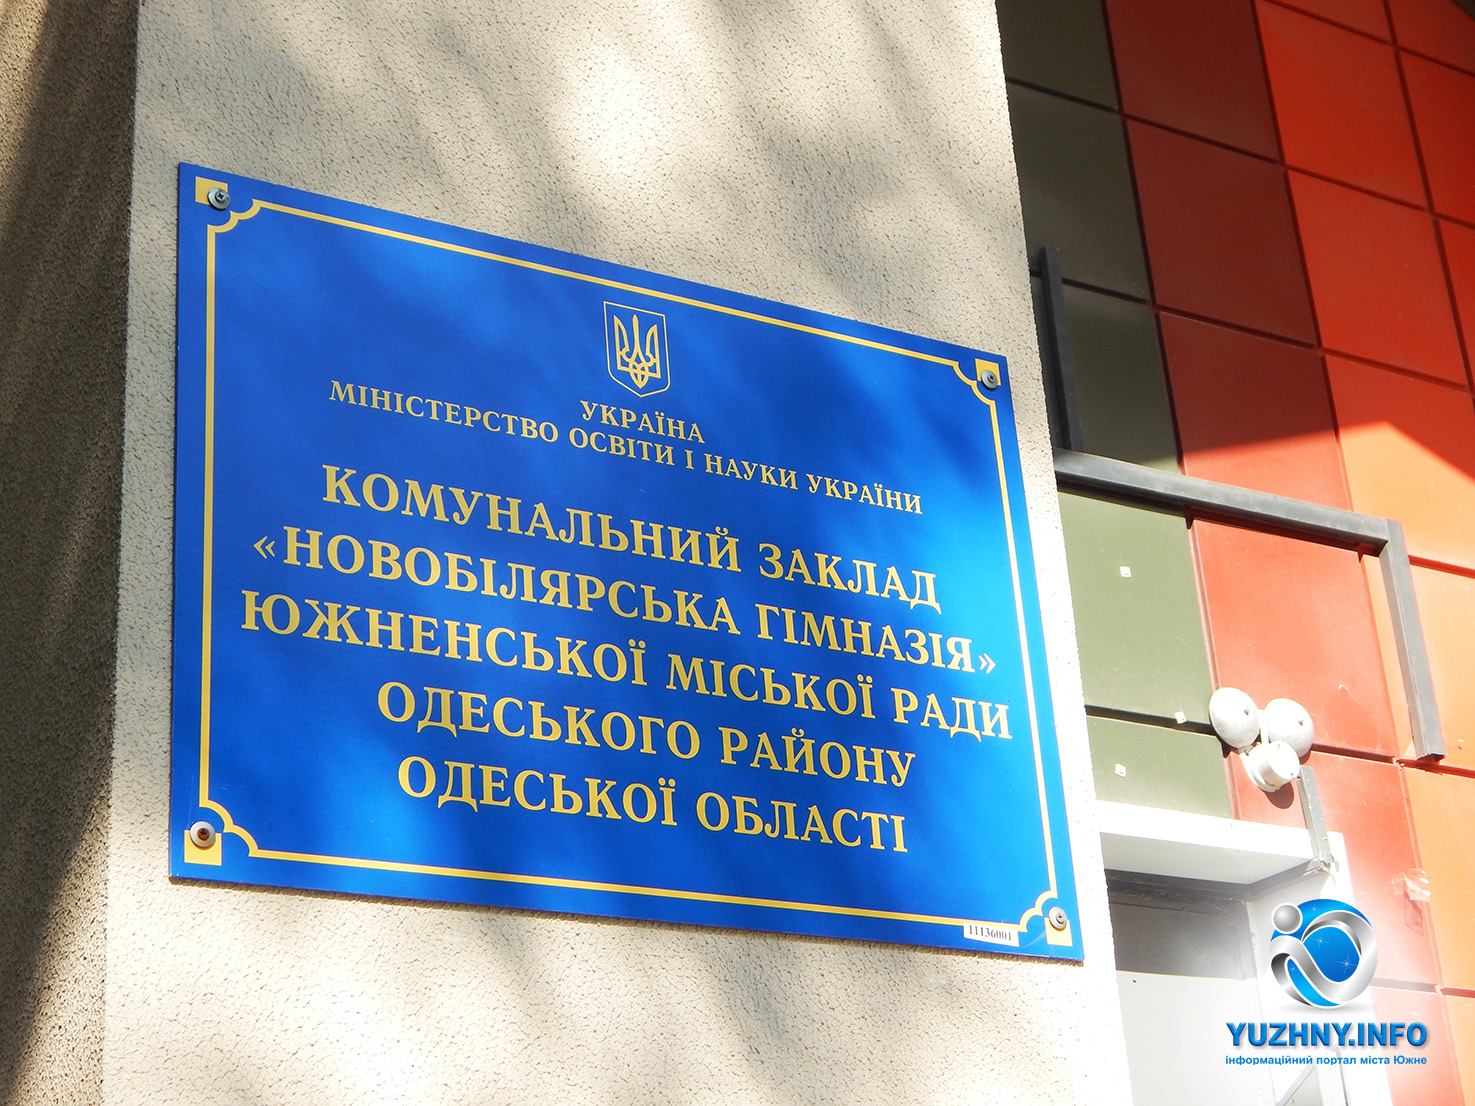 УКРАЇНА
МІНІСТЕРСТВО ОСВІТИ І НАУКИ УКРАЇНИ
КОМУНАЛЬНИЙ ЗАКЛАД
«НОВОБІЛЯРСЬКА ГІМНАЗІЯ»
ЮЖНЕНСЬКОЇ МІСЬКОЇ РАДИ
ОДЕСЬКОГО РАЙОНУ
ОДЕСЬКОЇ ОБЛАСТІ
11136001
YUZHNY.INFO
інформаційний портал міста Южне